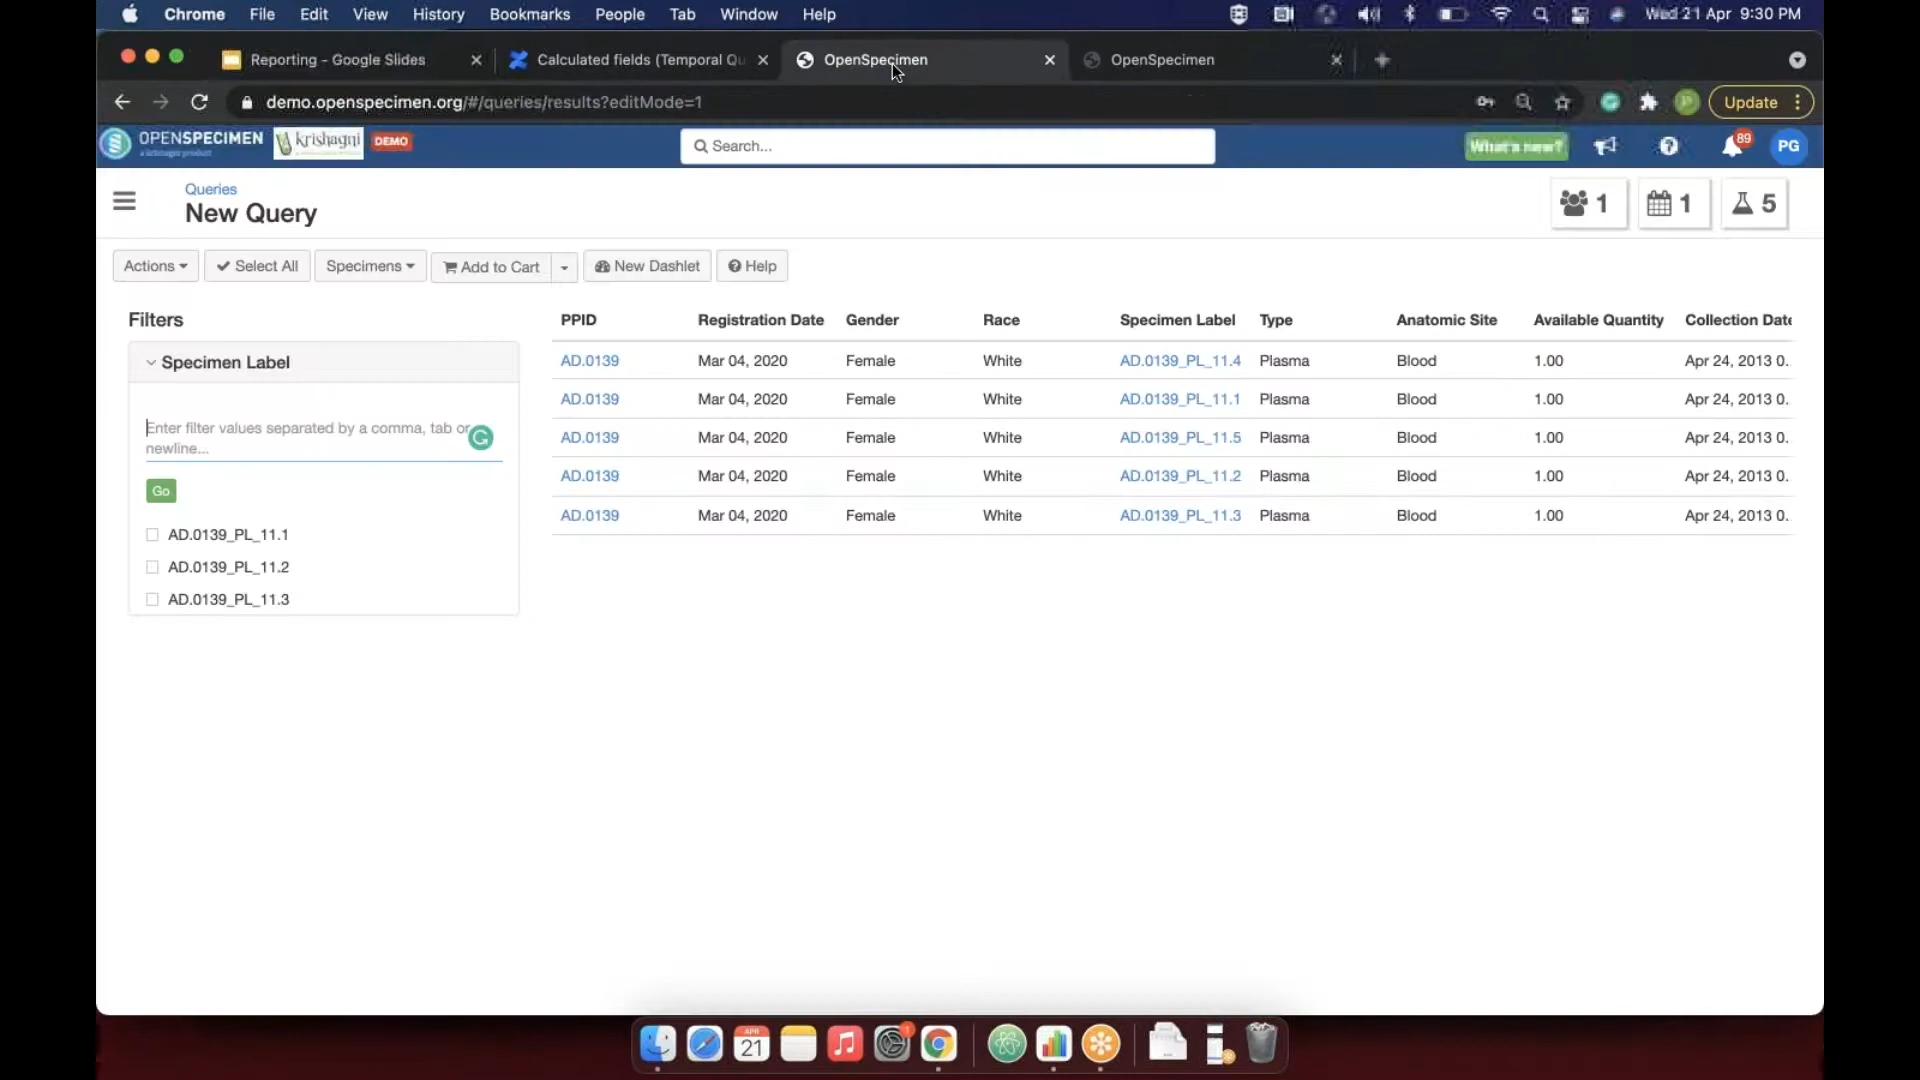 Chrome File Edit View History Bookmarks People Tab Window Help Wed 21 Apr 9:30 PM
Reporting - Google Slides
Calculated fields (Temporal Qu
OpenSpecimen
OpenSpecimen
demo.openspecimen.org/#/queries/results?editMode=1
Update
OPENSPECIMEN
krishagni
DEMO
Search...
What's new?
89
PG
Queries
New Query
1
1
5
Actions
Select All
Specimens
Add to Cart
New Dashlet
Help
Filters
Specimen Label
Enter filter values separated by a comma, tab or
newline...
Go
AD.0139_PL_11.1
AD.0139_PL_11.2
AD.0139_PL_11.3
PPID Registration Date Gender Race Specimen Label Type Anatomic Site Available Quantity Collection Date
AD.0139 Mar 04, 2020 Female White AD.0139_PL_11.4 Plasma Blood 1.00 Apr 24, 2013 0.
AD.0139 Mar 04, 2020 Female White AD.0139_PL_11.1 Plasma Blood 1.00 Apr 24, 2013 0.
AD.0139 Mar 04, 2020 Female White AD.0139_PL_11.5 Plasma Blood 1.00 Apr 24, 2013 0.
AD.0139 Mar 04, 2020 Female White AD.0139_PL_11.2 Plasma Blood 1.00 Apr 24, 2013 0.
AD.0139 Mar 04, 2020 Female White AD.0139_PL_11.3 Plasma Blood 1.00 Apr 24, 2013 0.
APR
21
1